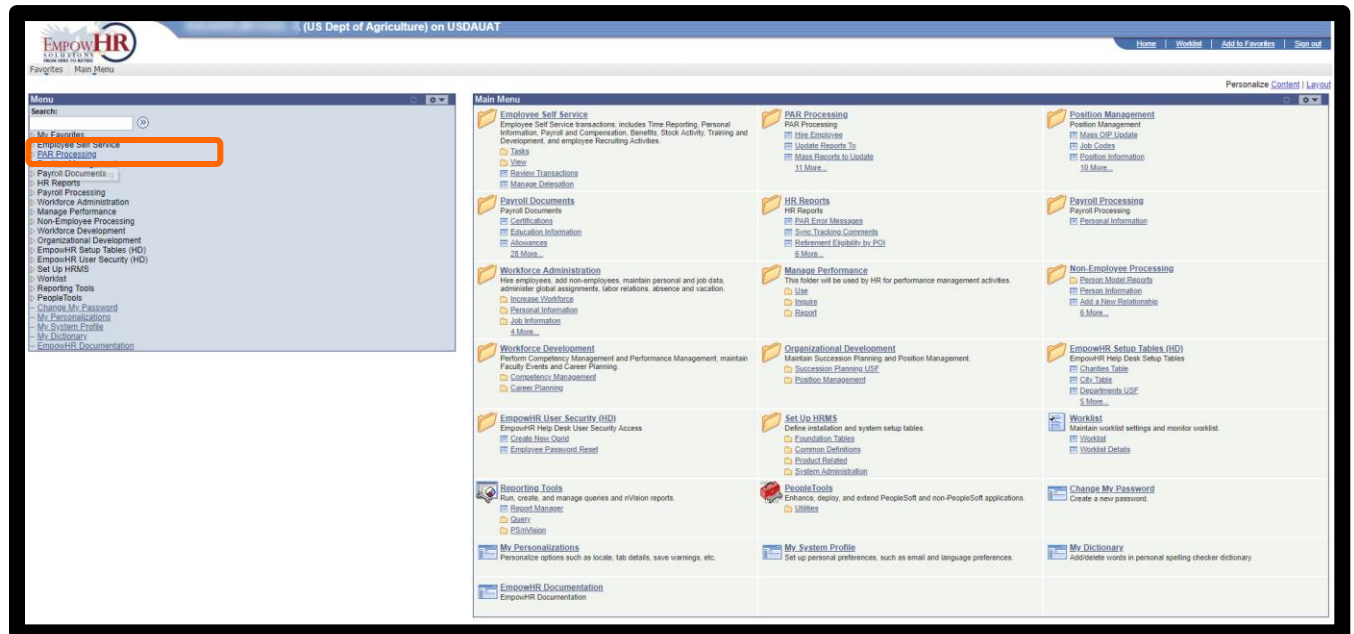 (US Dept of Agriculture) on USDAUAT
EMPOWHR
SOLUTIONS
FROM HIRE TO RETIRE
Home | Worklist | Add to Favorites | Sign out
Favorites Main Menu
Personalize Content | Layout
Menu
Search:
My Favorites
Employee Self Service
PAR Processing
Payroll Documents
HR Reports
Payroll Processing
Workforce Administration
Manage Performance
Non-Employee Processing
Workforce Development
Organizational Development
EmpowHR Setup Tables (HD)
EmpowHR User Security (HD)
Set Up HRMS
Worklist
Reporting Tools
PeopleTools
Change My Password
My Personalizations
My System Profile
My Dictionary
EmpowHR Documentation
Main Menu
Employee Self Service
Employee Self Service transactions; includes Time Reporting, Personal
Information, Payroll and Compensation, Benefits, Stock Activity, Training and
Development, and employee Recruiting Activities.
Tasks
View
Review Transactions
Manage Delegation
PAR Processing
PAR Processing
Hire Employee
Update Reports To
Mass Reports to Update
11 More...
Position Management
Position Management
Mass OIP Update
Job Codes
Position Information
10 More...
Payroll Documents
Payroll Documents
Certifications
Education Information
Allowances
28 More...
HR Reports
HR Reports
PAR Error Messages
Sync Tracking Comments
Retirement Eligibility by POI
6 More...
Payroll Processing
Payroll Processing
Personal Information
Workforce Administration
Hire employees, add non-employees, maintain personal and job data,
administer global assignments, labor relations, absence and vacation.
Increase Workforce
Personal Information
Job Information
4 More...
Manage Performance
This folder will be used by HR for performance management activities.
Use
Inquire
Report
Non-Employee Processing
Person Model Reports
Person Information
Add a New Relationship
6 More...
Workforce Development
Perform Competency Management and Performance Management, maintain
Faculty Events and Career Planning.
Competency Management
Career Planning
Organizational Development
Maintain Succession Planning and Position Management.
Succession Planning USF
Position Management
EmpowHR Setup Tables (HD)
EmpowHR Help Desk Setup Tables
Charities Table
City Table
Departments USF
5 More...
EmpowHR User Security (HD)
EmpowHR Help Desk User Security Access
Create New Oprid
Employee Password Reset
Set Up HRMS
Define installation and system setup tables.
Foundation Tables
Common Definitions
Product Related
System Administration
Worklist
Maintain worklist settings and monitor worklist.
Worklist
Worklist Details
Reporting Tools
Run, create, and manage queries and nVision reports.
Report Manager
Query
PS/nVision
PeopleTools
Enhance, deploy, and extend PeopleSoft and non-PeopleSoft applications.
Utilities
Change My Password
Create a new password.
My Personalizations
Personalize options such as locale, tab details, save warnings, etc.
My System Profile
Set up personal preferences, such as email and language preferences.
My Dictionary
Add/delete words in personal spelling checker dictionary.
EmpowHR Documentation
EmpowHR Documentation